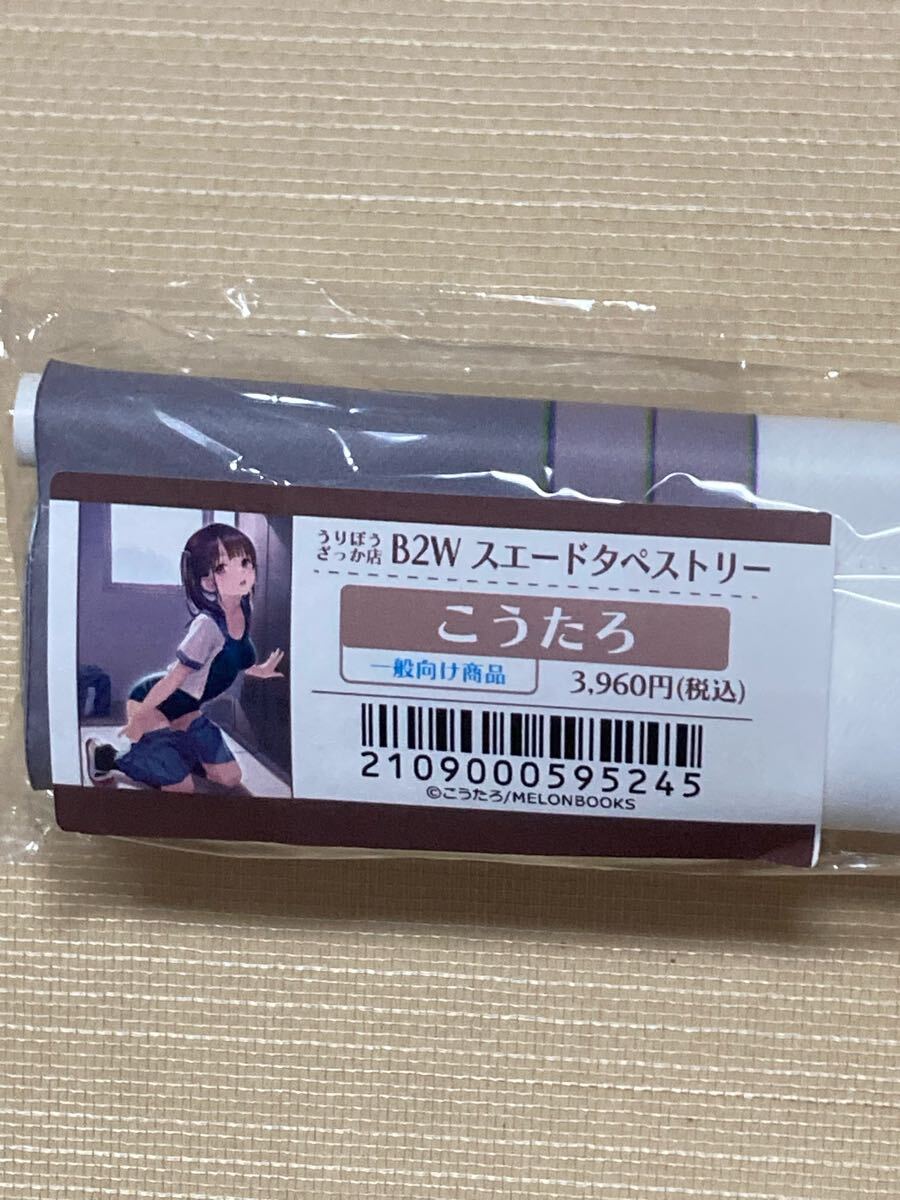 うりぼう
ざっか店
B2W スエードタペストリー
こうたろ
一般向け商品
3,960円(税込)
2109000595245
©こうたろ/MELONBOOKS